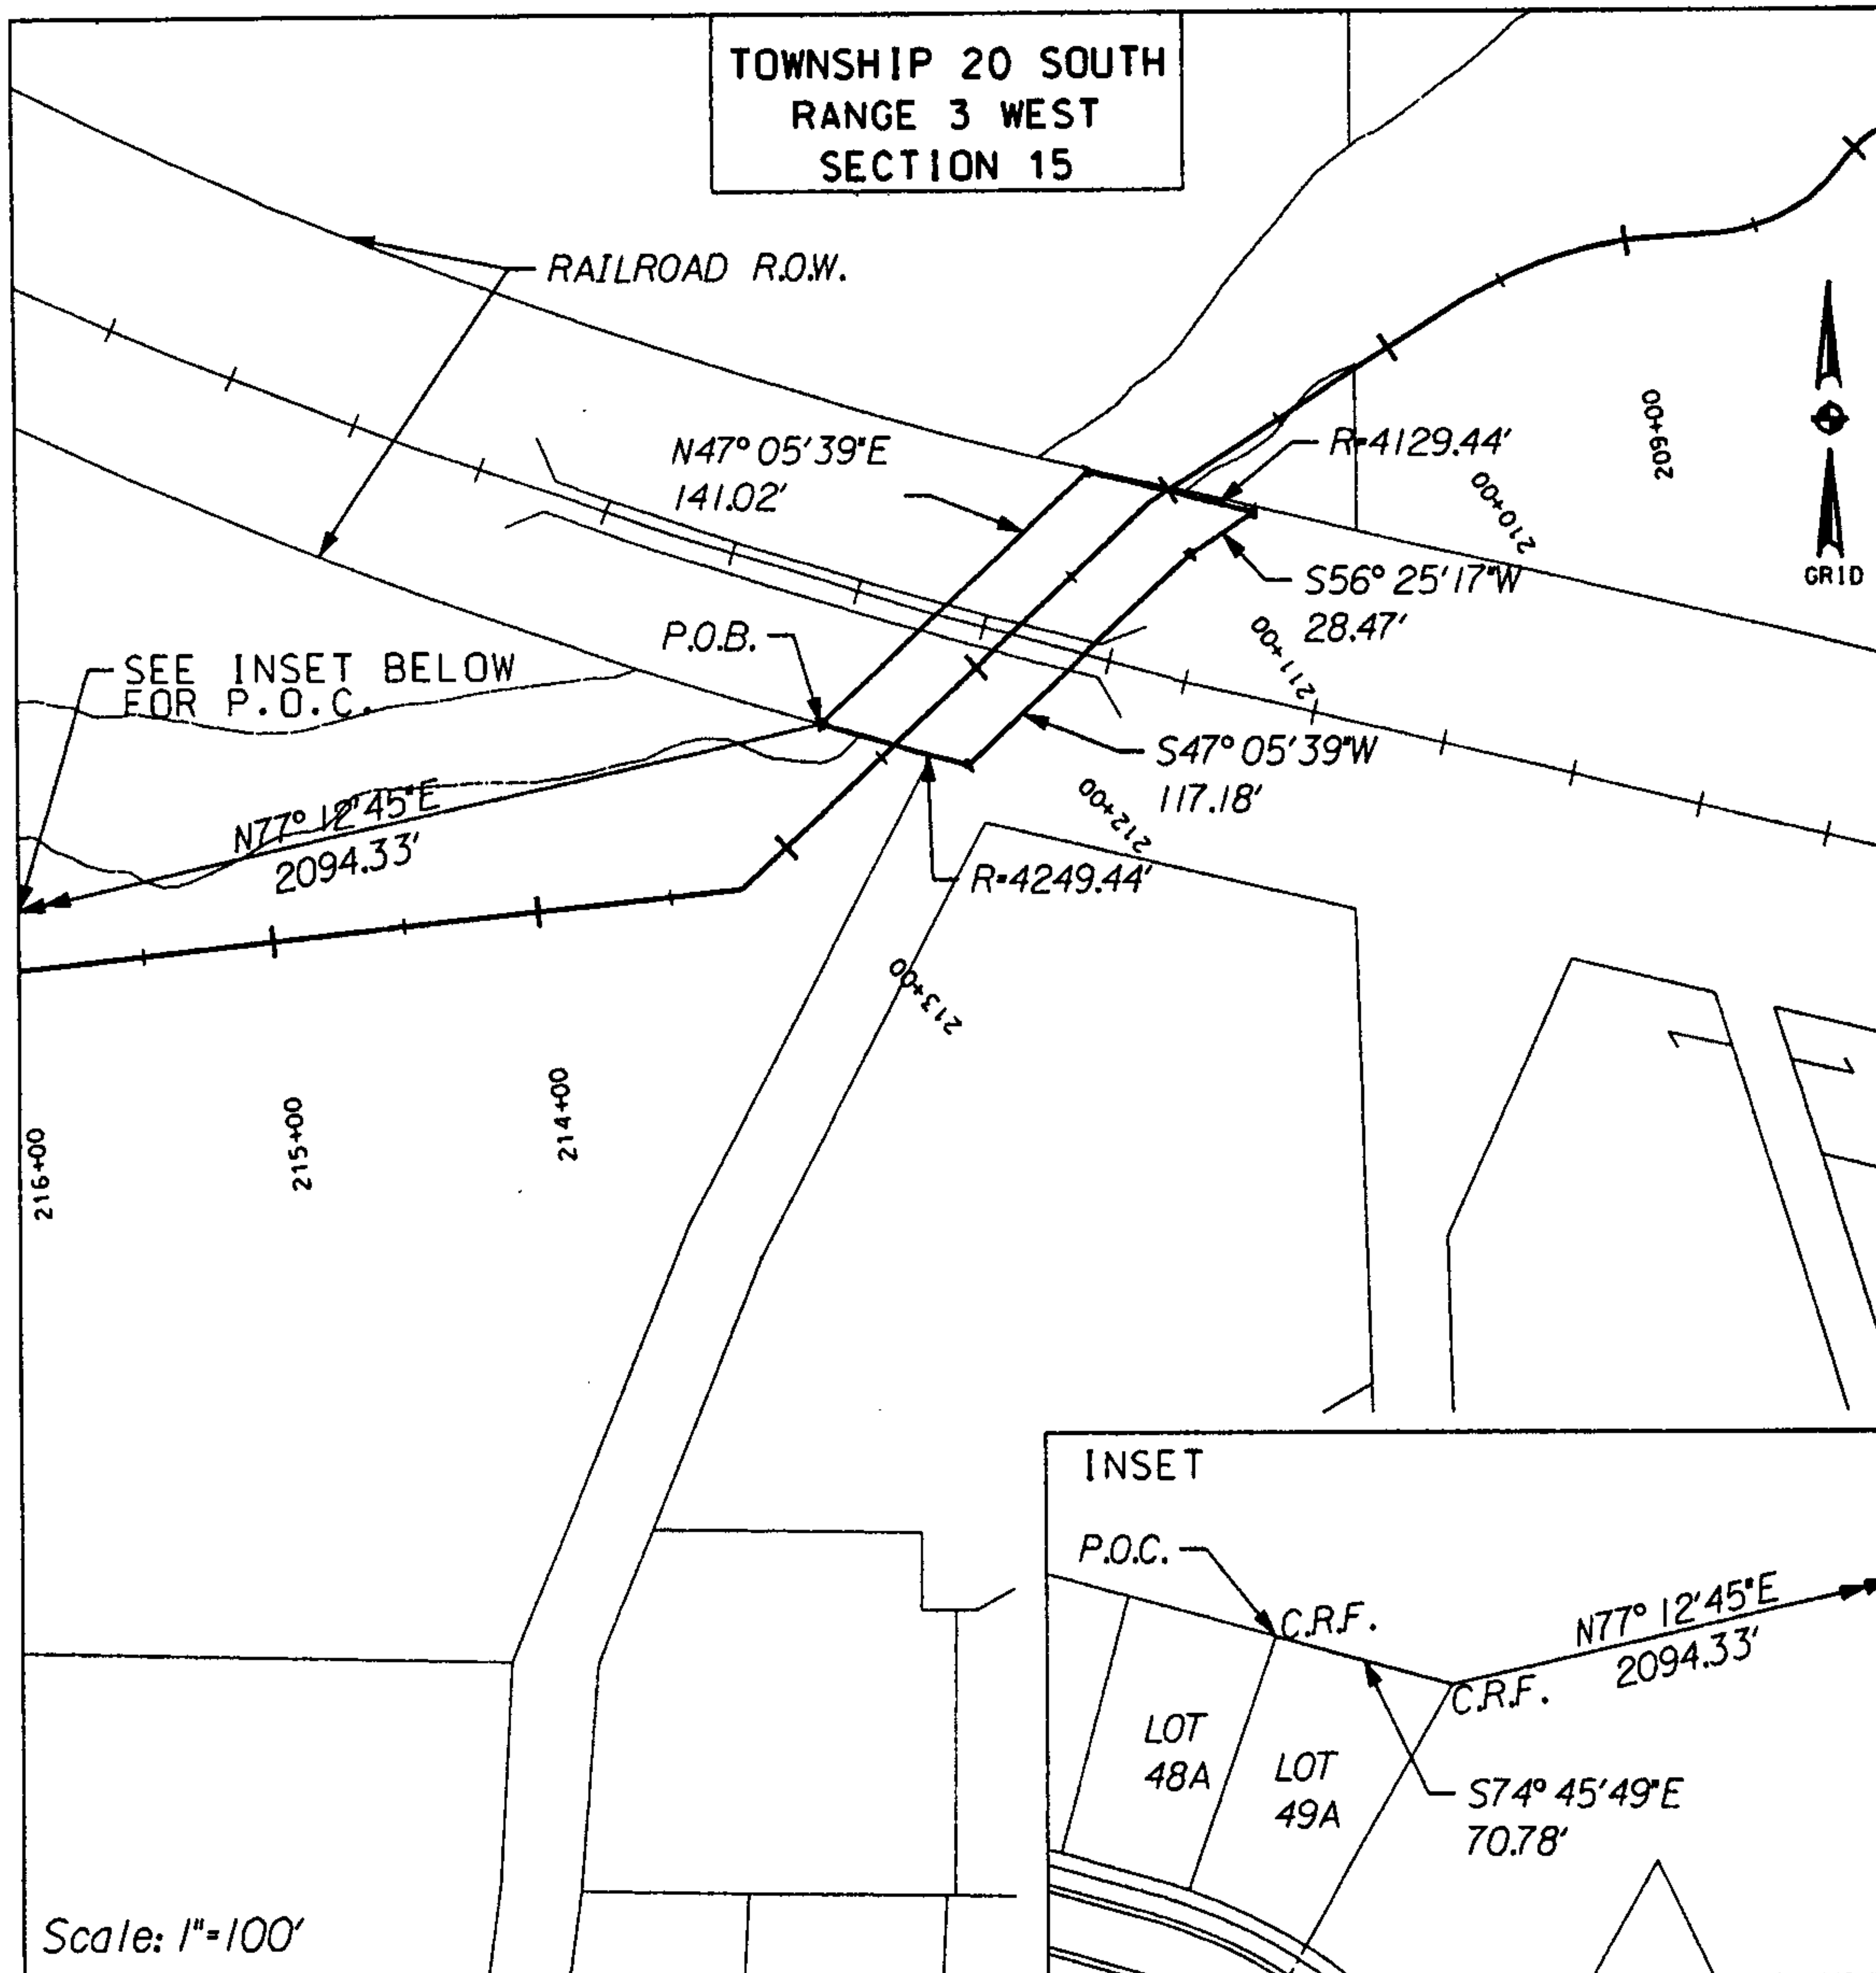 TOWNSHIP 20 SOUTH
RANGE 3 WEST
SECTION 15
RAILROAD R.O.W.
N47° 05'39"E
141.02'
R=4129.44'
209+00
210+00
GRID
S56° 25'17"W
28.47'
211+00
P.O.B.
SEE INSET BELOW
FOR P.O.C.
S47° 05'39"W
117.18'
212+00
N77° 12'45"E
2094.33'
R=4249.44'
213+00
214+00
215+00
216+00
INSET
P.O.C.
C.R.F.
N77° 12'45"E
2094.33'
C.R.F.
LOT
48A
LOT
49A
S74° 45'49"E
70.78'
Scale: 1"=100'